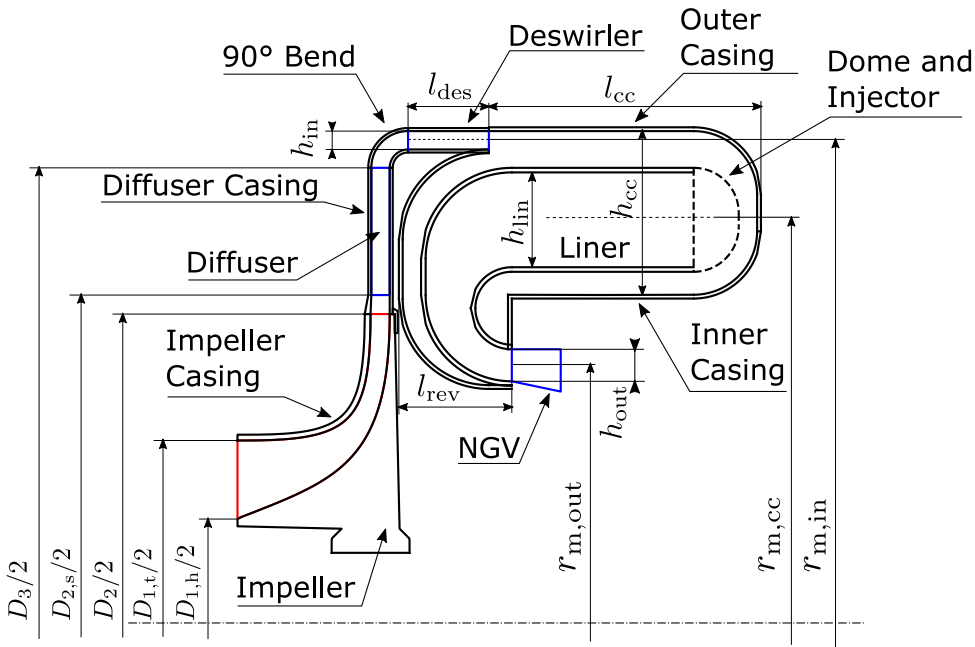 Outer
Casing
Deswirler
90° Bend
Dome and
Injector
l_des
l_cc
h_in
Diffuser Casing
h_cc
h_lin
Liner
Diffuser
Impeller
Casing
Inner
Casing
l_rev
h_out
NGV
r_m,out
r_m,cc
r_m,in
D_3/2
D_2,s/2
D_2/2
D_1,t/2
D_1,h/2
Impeller